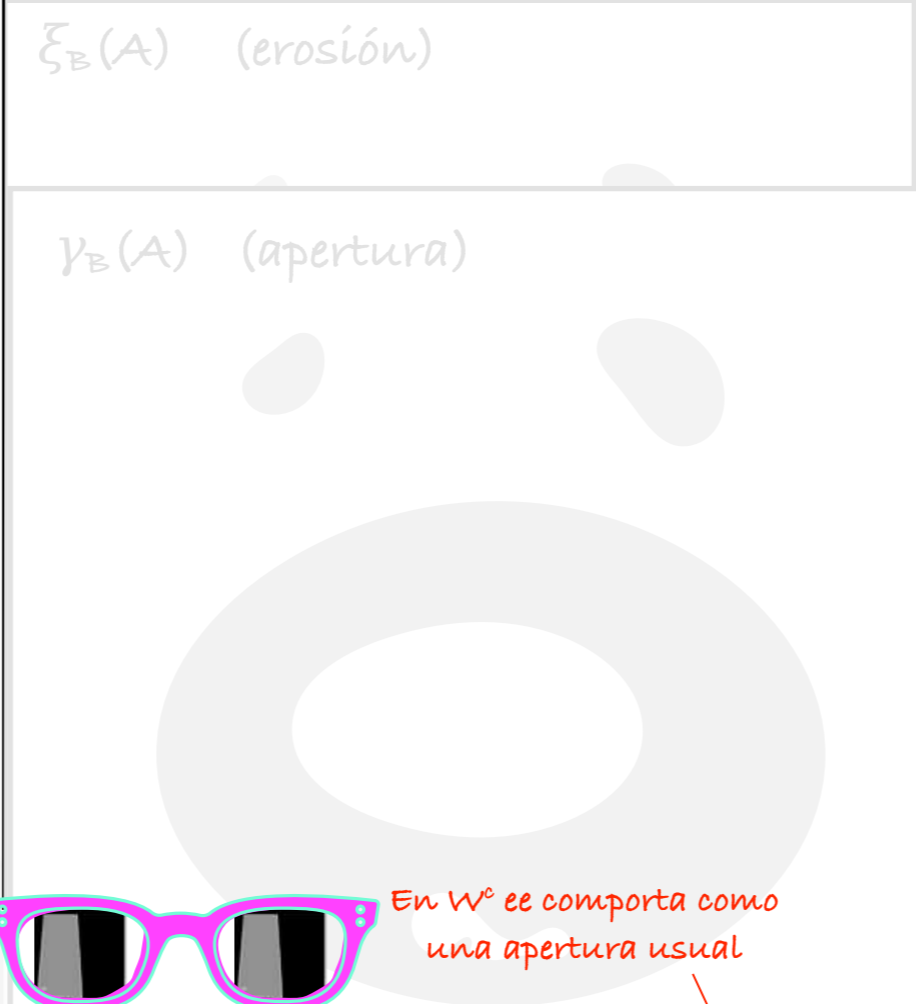 ξB(A) (erosión)
γB(A) (apertura)
En Wᶜ ee comporta como
una apertura usual